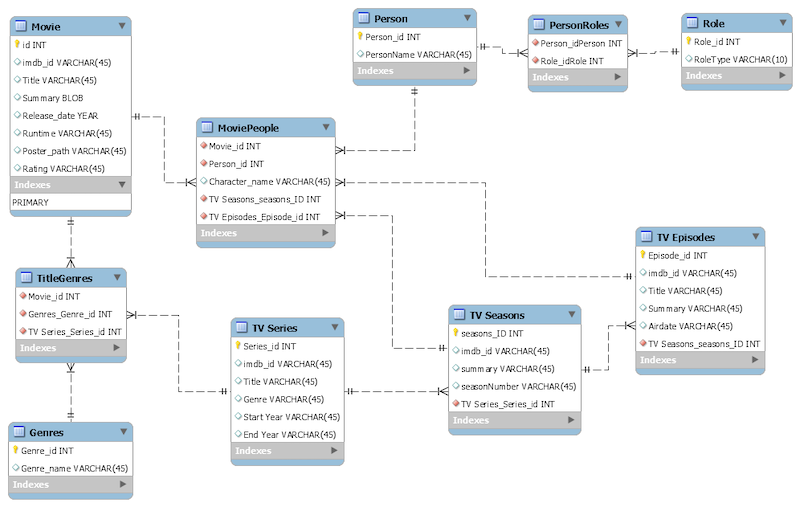 Movie
id INT
imdb_id VARCHAR(45)
Title VARCHAR(45)
Summary BLOB
Release_date YEAR
Runtime VARCHAR(45)
Poster_path VARCHAR(45)
Rating VARCHAR(45)
Indexes
PRIMARY
Person
Person_id INT
PersonName VARCHAR(45)
Indexes
PersonRoles
Person_idPerson INT
Role_idRole INT
Indexes
Role
Role_id INT
RoleType VARCHAR(10)
Indexes
MoviePeople
Movie_id INT
Person_id INT
Character_name VARCHAR(45)
TV Seasons_seasons_ID INT
TV Episodes_Episode_id INT
Indexes
TitleGenres
Movie_id INT
Genres_Genre_id INT
TV Series_Series_id INT
Indexes
TV Series
Series_id INT
imdb_id VARCHAR(45)
Title VARCHAR(45)
Genre VARCHAR(45)
Start Year VARCHAR(45)
End Year VARCHAR(45)
Indexes
TV Seasons
seasons_ID INT
imdb_id VARCHAR(45)
summary VARCHAR(45)
seasonNumber VARCHAR(45)
TV Series_Series_id INT
Indexes
TV Episodes
Episode_id INT
imdb_id VARCHAR(45)
Title VARCHAR(45)
Summary VARCHAR(45)
Airdate VARCHAR(45)
TV Seasons_seasons_ID INT
Indexes
Genres
Genre_id INT
Genre_name VARCHAR(45)
Indexes